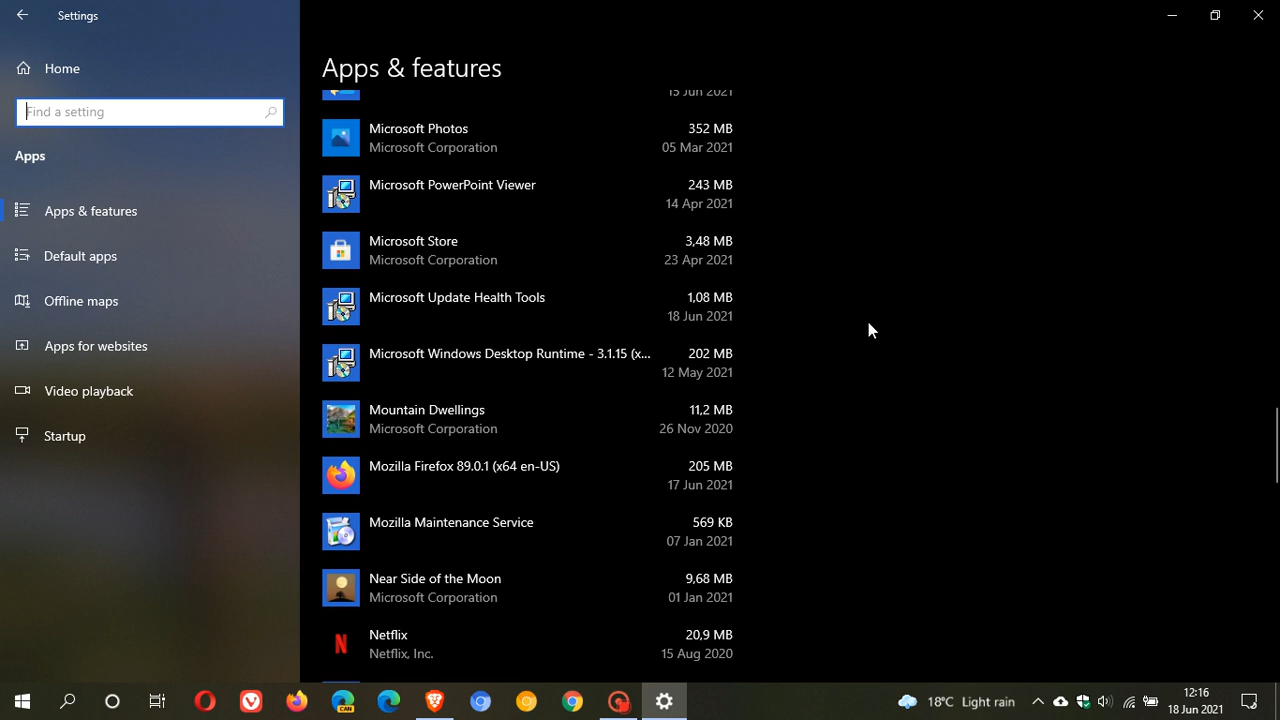 Settings
Home
Find a setting
Apps
Apps & features
Default apps
Offline maps
Apps for websites
Video playback
Startup
Apps & features
15 Jun 2021
Microsoft Photos 352 MB
Microsoft Corporation 05 Mar 2021
Microsoft PowerPoint Viewer 243 MB
14 Apr 2021
Microsoft Store 3,48 MB
Microsoft Corporation 23 Apr 2021
Microsoft Update Health Tools 1,08 MB
18 Jun 2021
Microsoft Windows Desktop Runtime - 3.1.15 (x... 202 MB
12 May 2021
Mountain Dwellings 11,2 MB
Microsoft Corporation 26 Nov 2020
Mozilla Firefox 89.0.1 (x64 en-US) 205 MB
17 Jun 2021
Mozilla Maintenance Service 569 KB
07 Jan 2021
Near Side of the Moon 9,68 MB
Microsoft Corporation 01 Jan 2021
N Netflix 20,9 MB
Netflix, Inc. 15 Aug 2020
CAN
18°C Light rain
12:16
18 Jun 2021